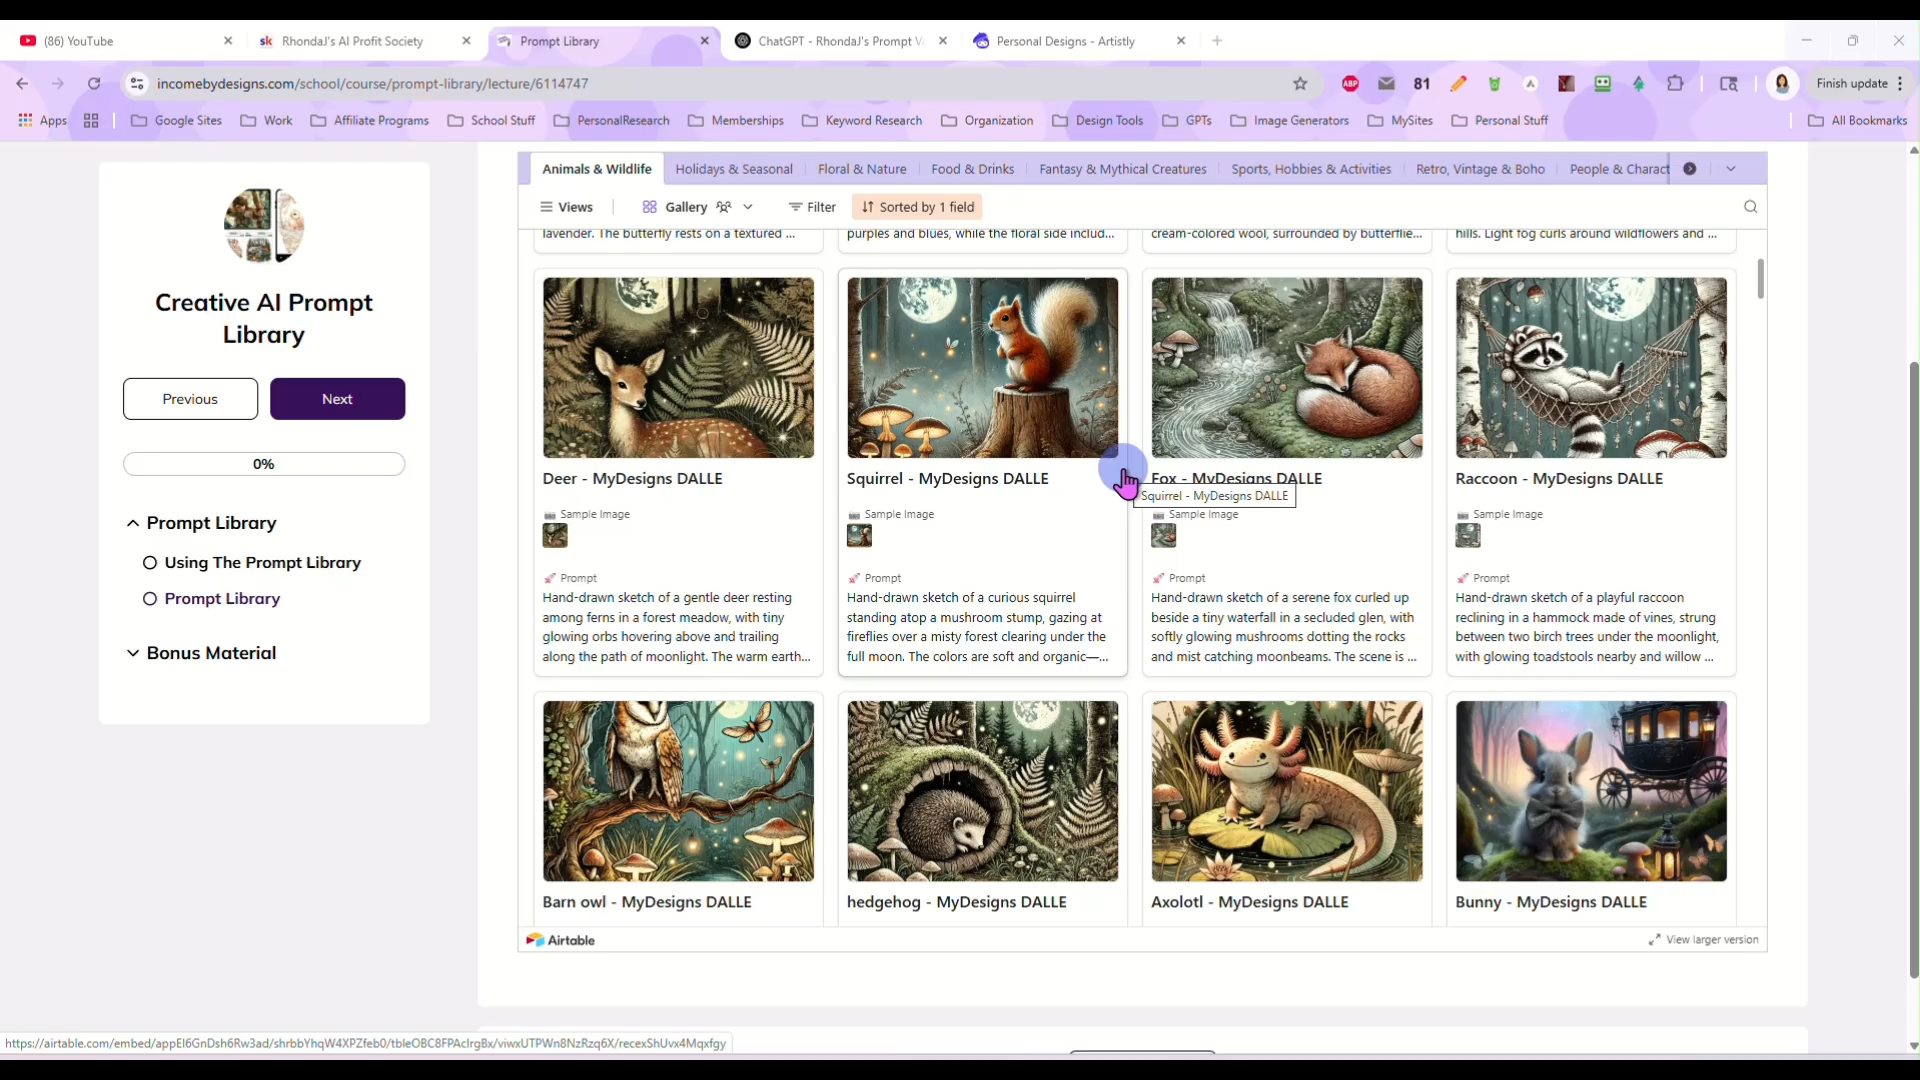 (86) YouTube
sk RhondaJ's AI Profit Society
Prompt Library
ChatGPT - RhondaJ's Prompt
Personal Designs - Artistly
incomebydesigns.com/school/course/prompt-library/lecture/6114747
ABP
81
Finish update
Apps
Google Sites
Work
Affiliate Programs
School Stuff
PersonalResearch
Memberships
Keyword Research
Organization
Design Tools
GPTs
Image Generators
MySites
Personal Stuff
All Bookmarks
Creative AI Prompt
Library
Previous
Next
0%
Prompt Library
Using The Prompt Library
Prompt Library
Bonus Material
Animals & Wildlife
Holidays & Seasonal
Floral & Nature
Food & Drinks
Fantasy & Mythical Creatures
Sports, Hobbies & Activities
Retro, Vintage & Boho
People & Charact
Views
Gallery
Filter
Sorted by 1 field
lavender. The butterfly rests on a textured ...
purples and blues, while the floral side includ...
cream-colored wool, surrounded by butterflie...
hills. Light fog curls around wildflowers and ...
Deer - MyDesigns DALLE
Sample Image
Prompt
Hand-drawn sketch of a gentle deer resting
among ferns in a forest meadow, with tiny
glowing orbs hovering above and trailing
along the path of moonlight. The warm earth...
Squirrel - MyDesigns DALLE
Sample Image
Prompt
Hand-drawn sketch of a curious squirrel
standing atop a mushroom stump, gazing at
fireflies over a misty forest clearing under the
full moon. The colors are soft and organic—...
Fox - MyDesigns DALLE
Squirrel - MyDesigns DALLE
Sample Image
Prompt
Hand-drawn sketch of a serene fox curled up
beside a tiny waterfall in a secluded glen, with
softly glowing mushrooms dotting the rocks
and mist catching moonbeams. The scene is ...
Raccoon - MyDesigns DALLE
Sample Image
Prompt
Hand-drawn sketch of a playful raccoon
reclining in a hammock made of vines, strung
between two birch trees under the moonlight,
with glowing toadstools nearby and willow ...
Barn owl - MyDesigns DALLE
hedgehog - MyDesigns DALLE
Axolotl - MyDesigns DALLE
Bunny - MyDesigns DALLE
Airtable
View larger version